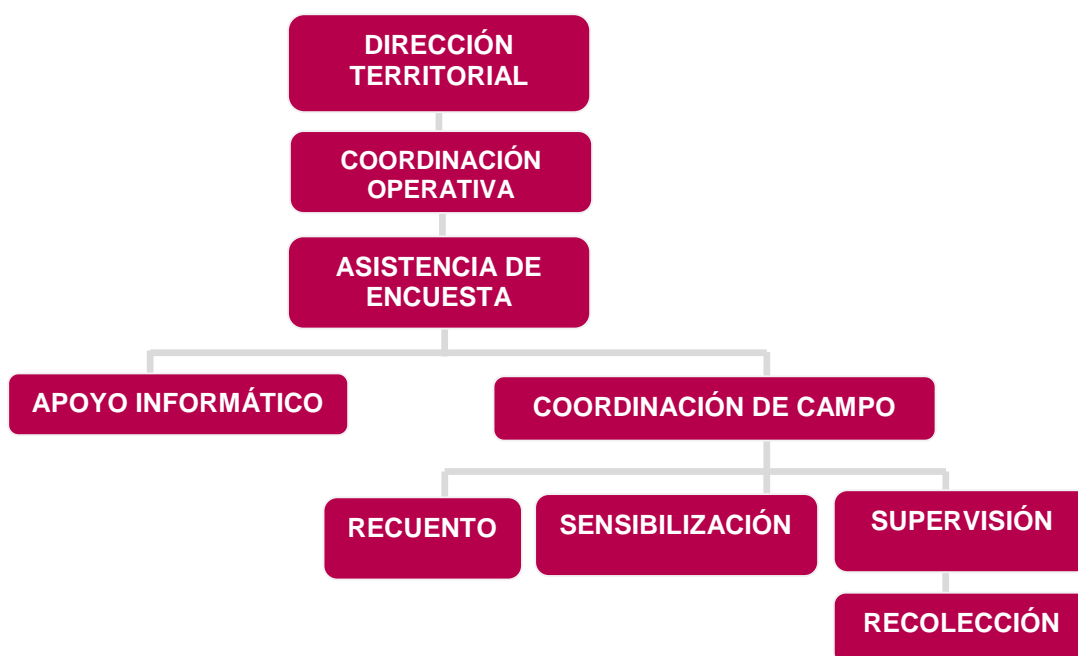 DIRECCIÓN
TERRITORIAL
COORDINACIÓN
OPERATIVA
ASISTENCIA DE
ENCUESTA
APOYO INFORMÁTICO
COORDINACIÓN DE CAMPO
RECUENTO
SENSIBILIZACIÓN
SUPERVISIÓN
RECOLECCIÓN